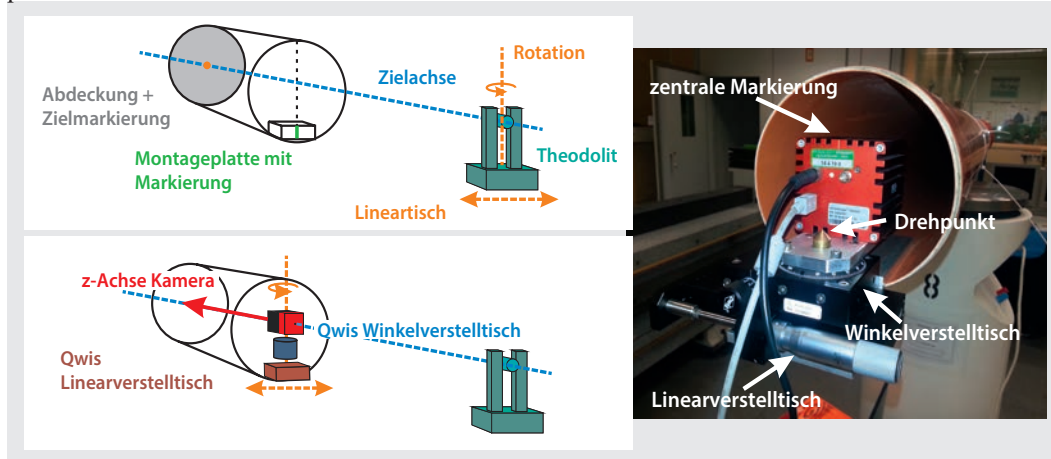 Rotation
Zielachse
Abdeckung +
Zielmarkierung
Montageplatte mit
Markierung
Theodolit
Lineartisch
z-Achse Kamera
Qwis Winkelverstelltisch
Qwis
Linearverstelltisch
zentrale Markierung
Drehpunkt
8
Winkelverstelltisch
Linearverstelltisch